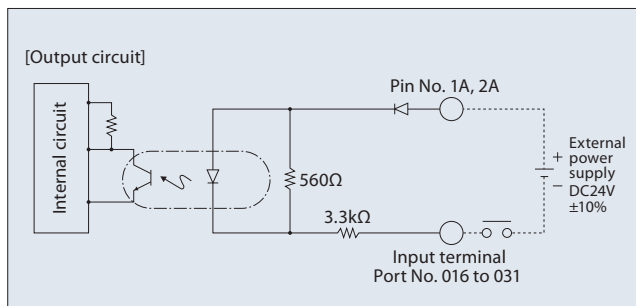 [Output circuit]
Internal circuit
Pin No. 1A, 2A
560Ω
3.3kΩ
Input terminal
Port No. 016 to 031
+ External
power
supply
− DC24V
±10%